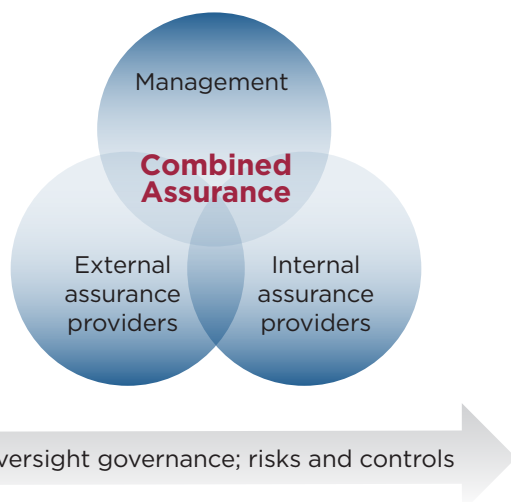 Management
Combined
Assurance
External
assurance
providers
Internal
assurance
providers
versight governance; risks and controls